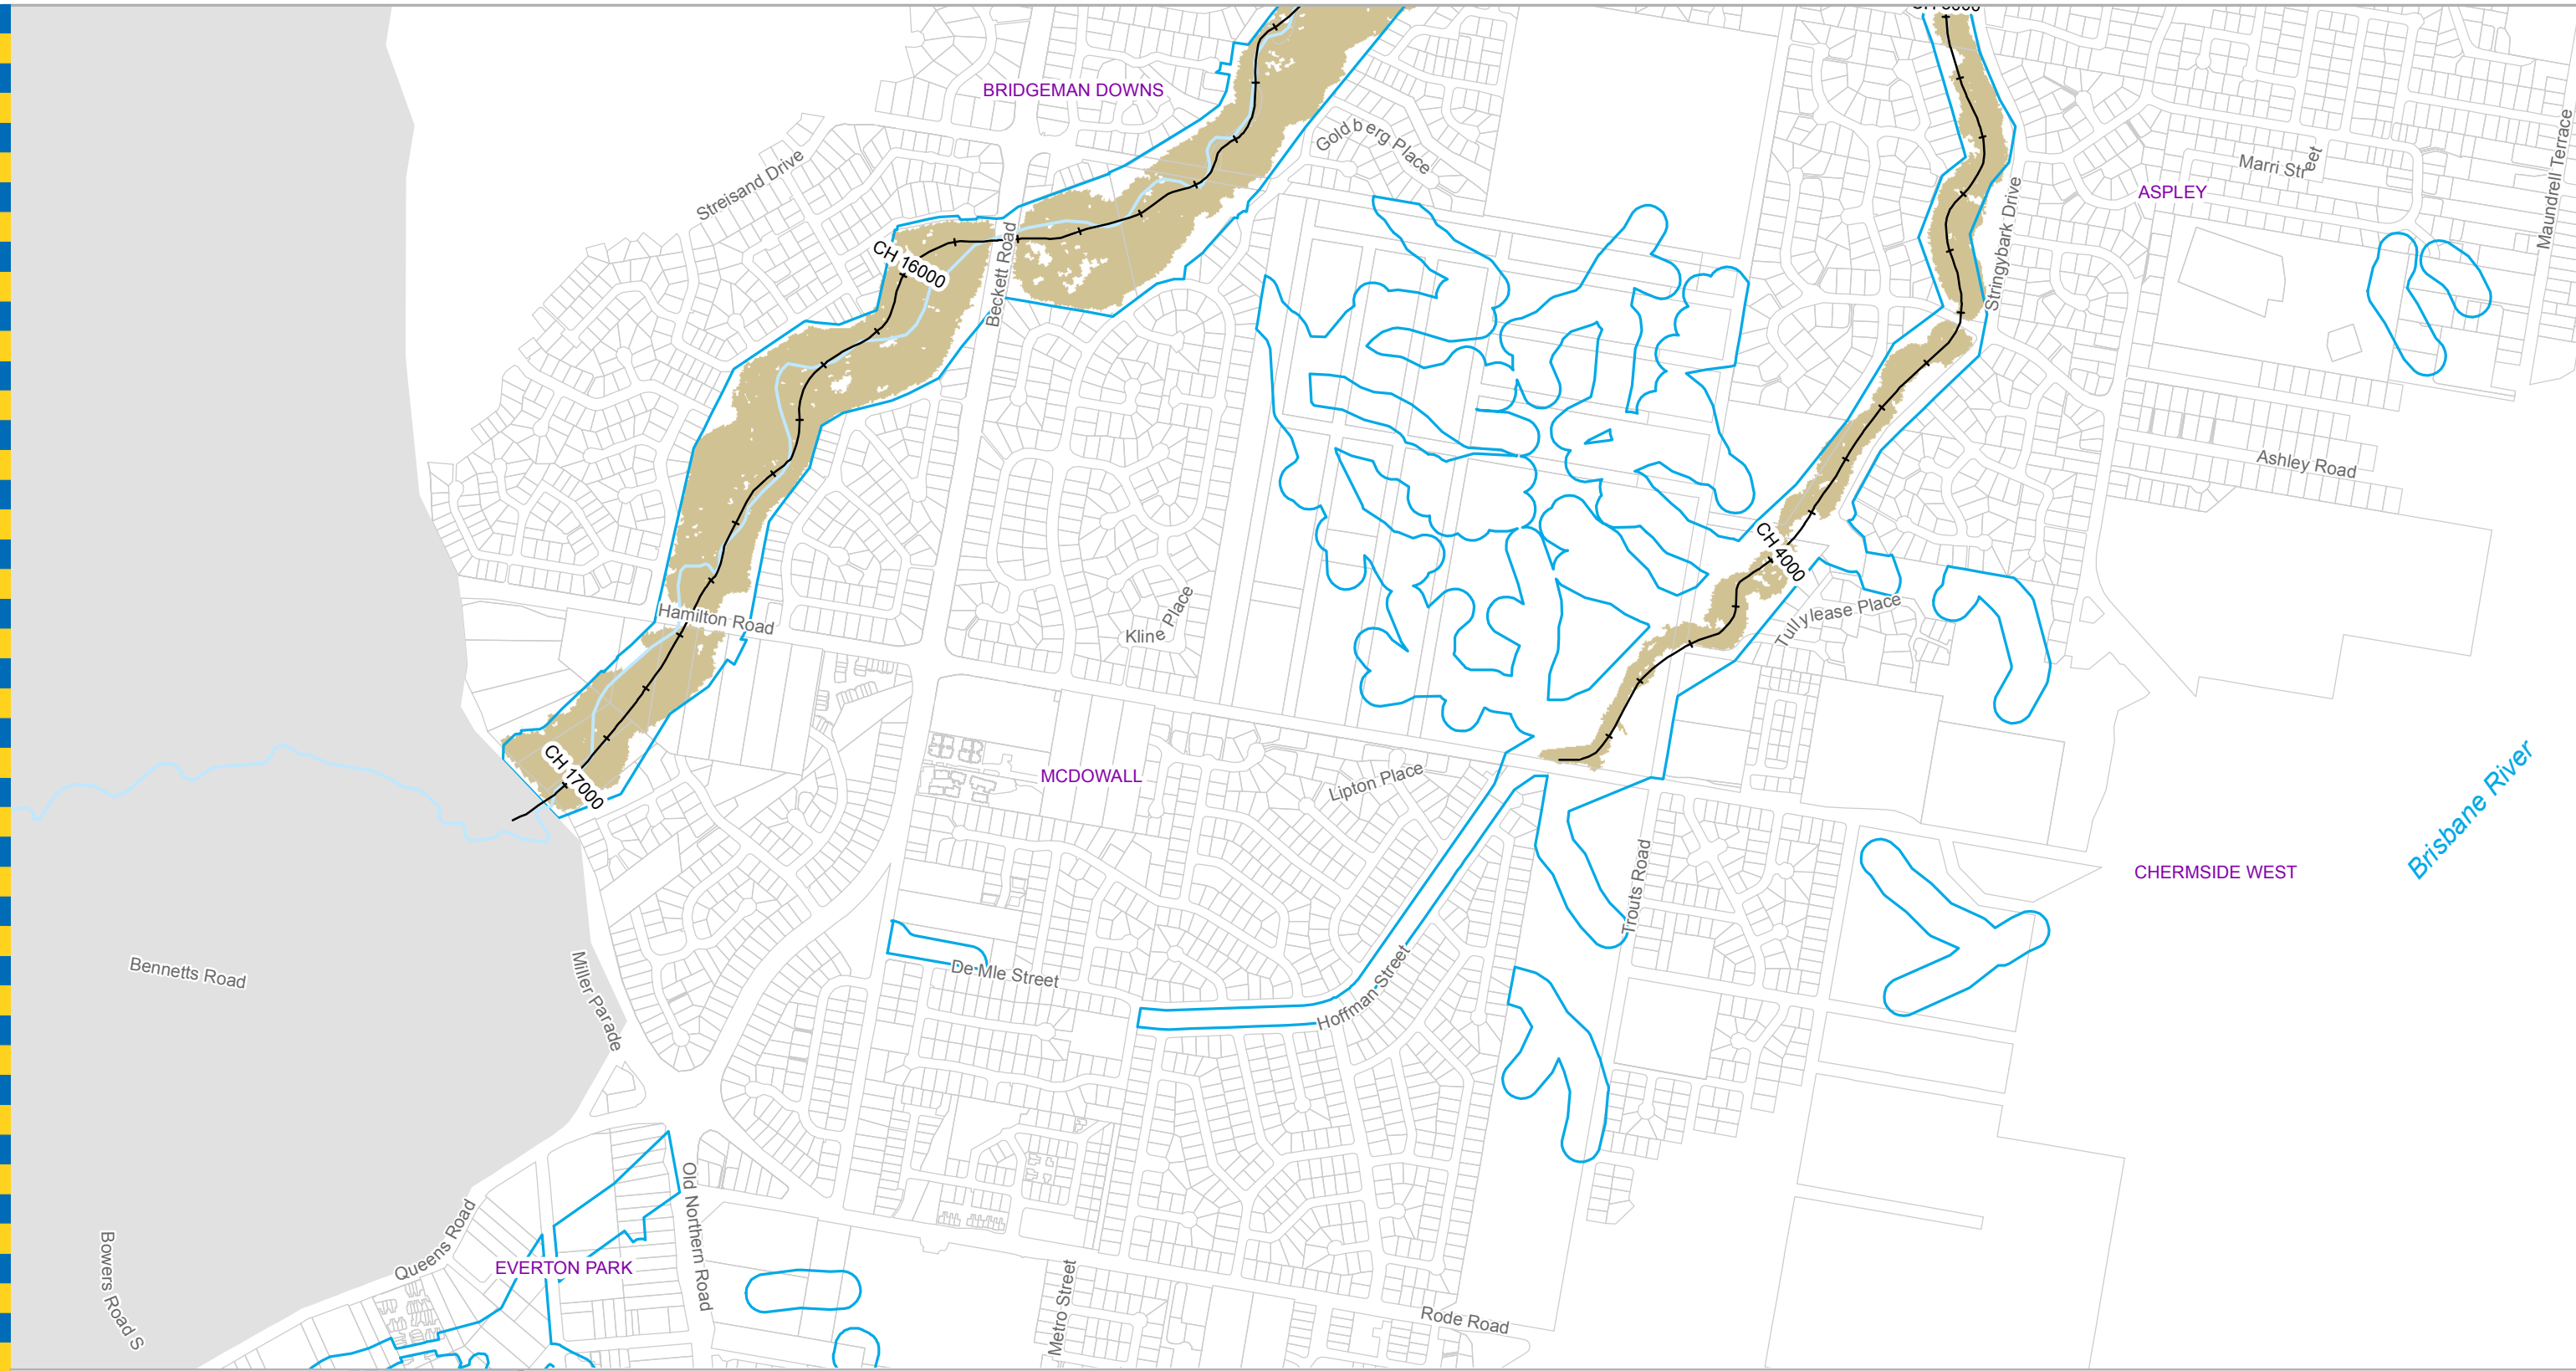 BRIDGEMAN DOWNS
Goldberg Place
Streisand Drive
Marri Street
Maundrell Terrace
ASPLEY
Stringybark Drive
CH 16000
Beckett Road
Ashley Road
CH 4000
Hamilton Road
Kline Place
Tullylease Place
CH 17000
MCDOWALL
Lipton Place
Brisbane River
Trouts Road
CHERMSIDE WEST
Bennetts Road
Miller Parade
De Mle Street
Hoffman Street
Old Northern Road
Queens Road
Bowers Road S
EVERTON PARK
Metro Street
Rode Road